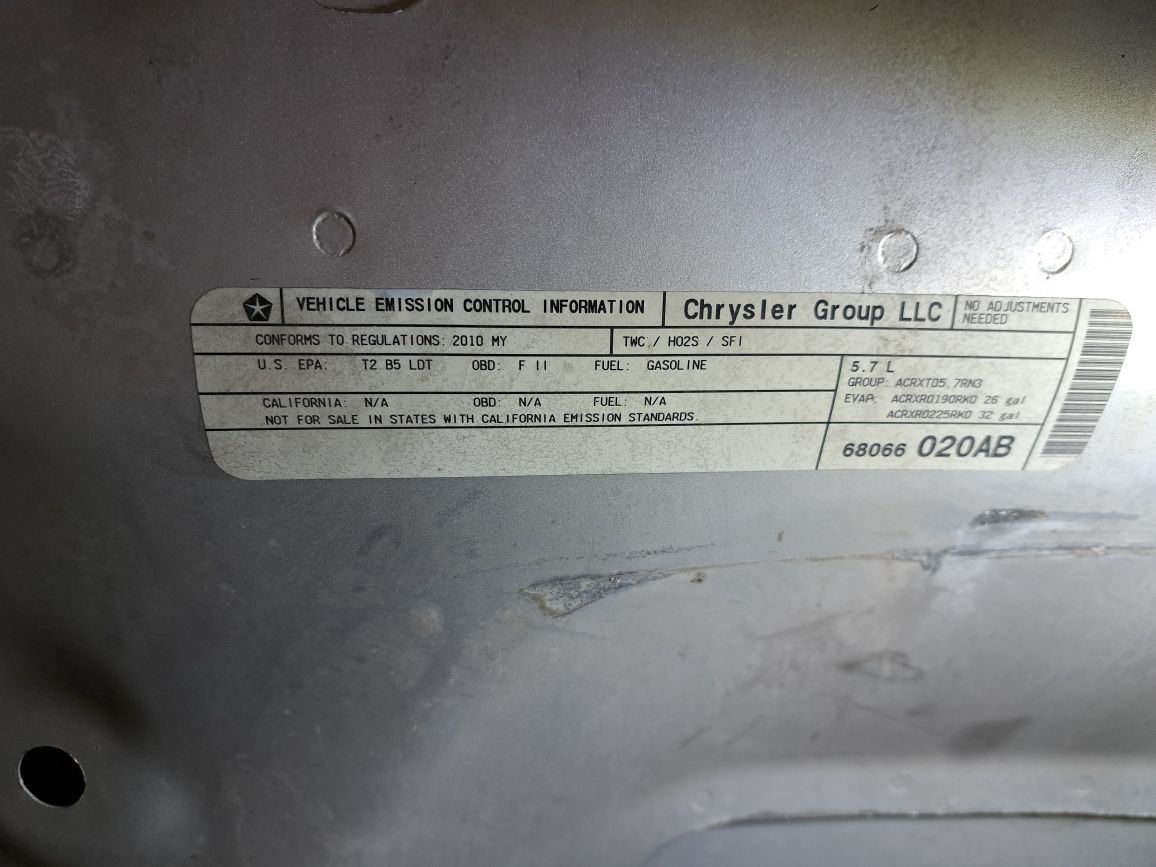 VEHICLE EMISSION CONTROL INFORMATION
Chrysler Group LLC
NO ADJUSTMENTS
NEEDED
CONFORMS TO REGULATIONS: 2010 MY
TWC / HO2S / SFI
U.S. EPA: T2 B5 LDT OBD: F II FUEL: GASOLINE
CALIFORNIA: N/A OBD: N/A FUEL: N/A
NOT FOR SALE IN STATES WITH CALIFORNIA EMISSION STANDARDS.
5.7 L
GROUP: ACRXT05.7RN3
EVAP: ACRXR0190RK0 26 gal
ACRXR0225RK0 32 gal
68066 020AB